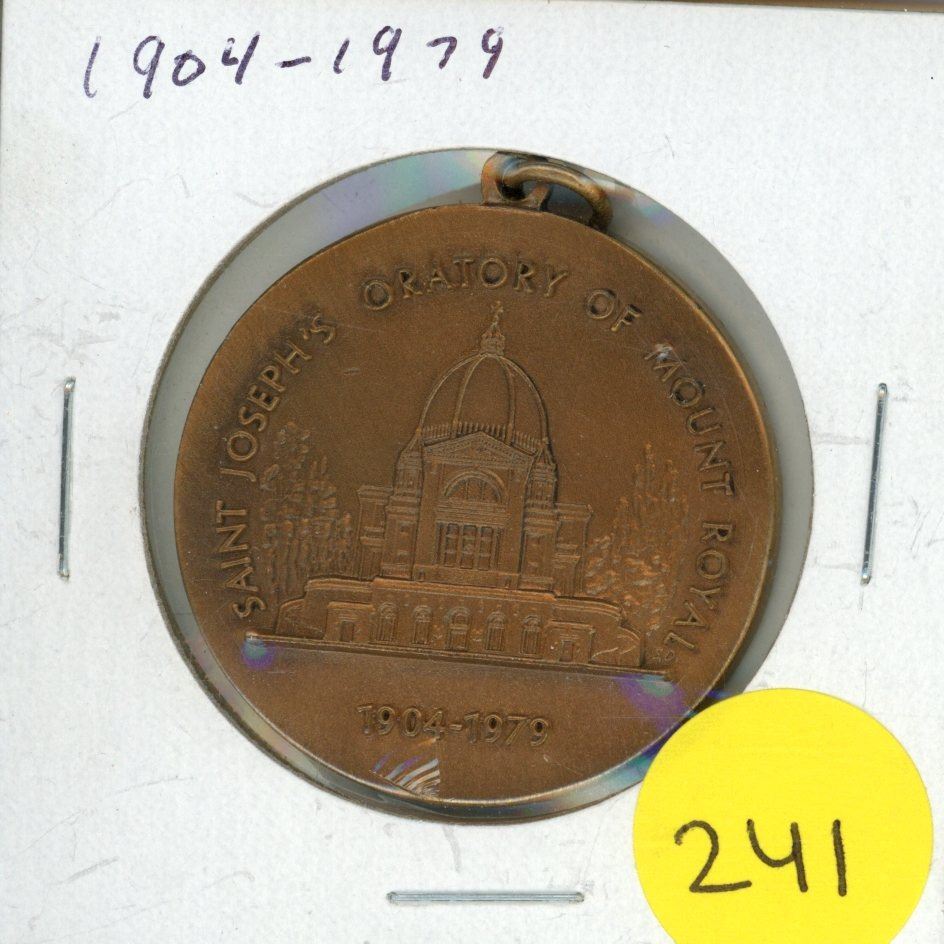 1904-1979
SAINT JOSEPH'S ORATORY OF MOUNT ROYAL
1904-1979
241